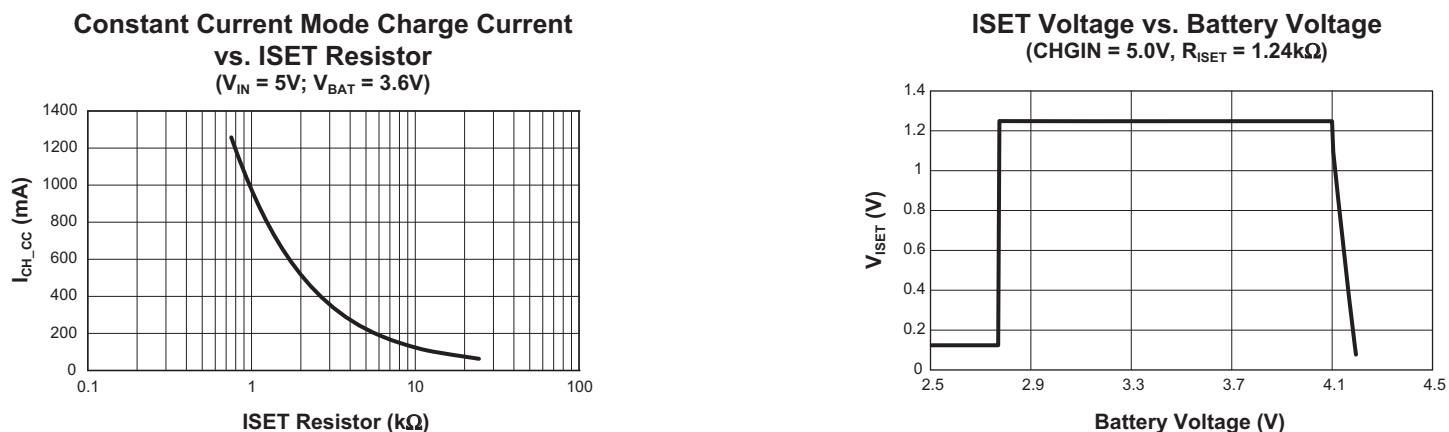 Constant Current Mode Charge Current
vs. ISET Resistor
(VIN = 5V; VBAT = 3.6V)
1400
1200
1000
800
600
400
200
0
0.1 1 10 100
ICH_CC (mA)
ISET Resistor (kΩ)
ISET Voltage vs. Battery Voltage
(CHGIN = 5.0V, RISET = 1.24kΩ)
1.4
1.2
1
0.8
0.6
0.4
0.2
0
2.5 2.9 3.3 3.7 4.1 4.5
VISET (V)
Battery Voltage (V)